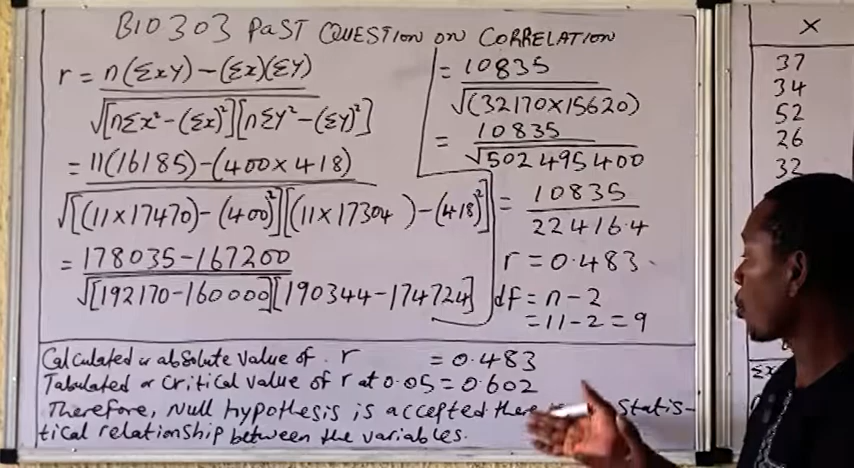 BIO303 PAST QUESTION ON CORRELATION
r = n(ΣxY) – (Σx)(ΣY)
√[nΣx² – (Σx)²][nΣY² – (ΣY)²]
= 11(16185) – (400 x 418)
√[(11 x 17470) – (400)²][(11 x 17304 ) – (418)²]
= 178035 – 167200
√[192170 – 160000][190344 – 174724]
= 10835
√(32170 x 15620)
= 10835
√502495400
= 10835
22416.4
r = 0.483
df = n – 2
= 11 – 2 = 9
Calculated or absolute value of r = 0.483
Tabulated or Critical value of r at 0.05 = 0.602
Therefore, Null hypothesis is accepted there Statis-
tical relationship between the variables.
X
37
34
52
26
32
Σx